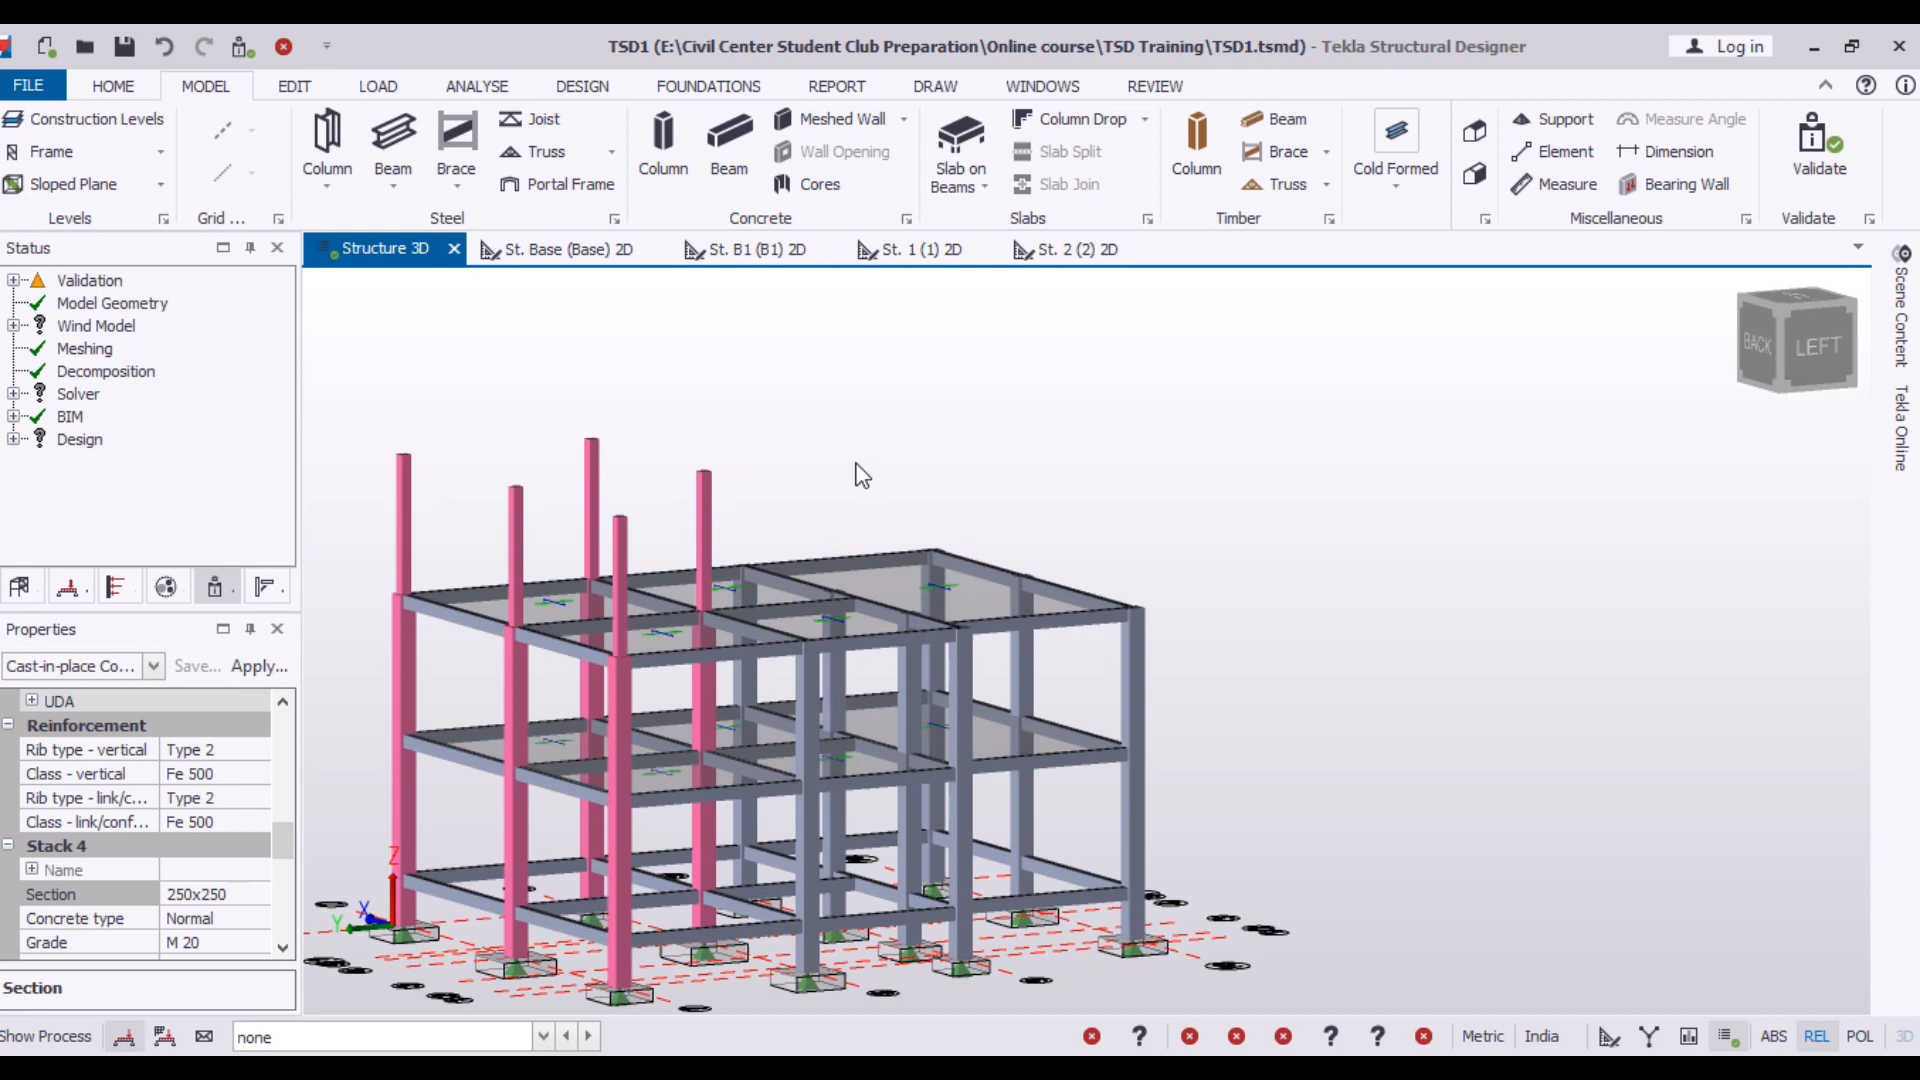 TSD1 (E:\Civil Center Student Club Preparation\Online course\TSD Training\TSD1.tsmd) - Tekla Structural Designer
Log in
FILE HOME MODEL EDIT LOAD ANALYSE DESIGN FOUNDATIONS REPORT DRAW WINDOWS REVIEW
Construction Levels
Frame
Sloped Plane
Levels
Grid ...
Column
Beam
Brace
Joist
Truss
Portal Frame
Steel
Column
Beam
Meshed Wall
Wall Opening
Cores
Concrete
Slab on
Beams
Column Drop
Slab Split
Slab Join
Slabs
Column
Beam
Brace
Truss
Timber
Cold Formed
Support
Element
Measure
Measure Angle
Dimension
Bearing Wall
Miscellaneous
Validate
Validate
Status
Validation
Model Geometry
Wind Model
Meshing
Decomposition
Solver
BIM
Design
Structure 3D
St. Base (Base) 2D
St. B1 (B1) 2D
St. 1 (1) 2D
St. 2 (2) 2D
BACK
LEFT
Scene Content
Tekla Online
Properties
Cast-in-place Co... Save... Apply...
UDA
Reinforcement
Rib type - vertical Type 2
Class - vertical Fe 500
Rib type - link/c... Type 2
Class - link/conf... Fe 500
Stack 4
Name
Section 250x250
Concrete type Normal
Grade M 20
Section
Z
X
Y
Show Process
none
Metric India ABS REL POL 3D